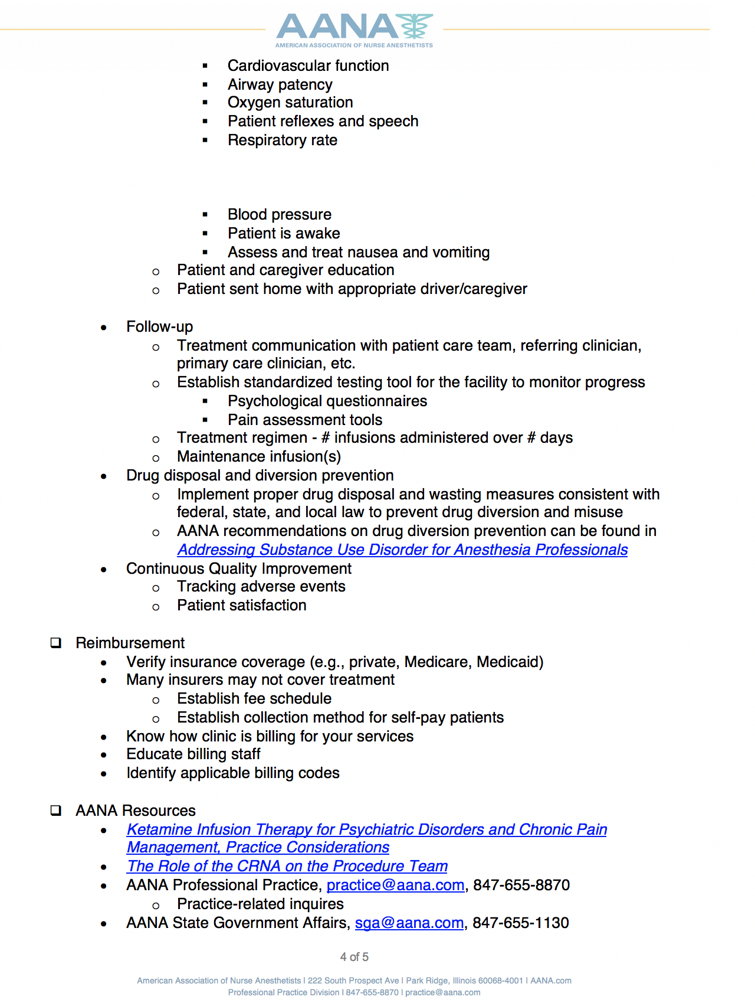 AANA
AMERICAN ASSOCIATION OF NURSE ANESTHETISTS
▪ Cardiovascular function
▪ Airway patency
▪ Oxygen saturation
▪ Patient reflexes and speech
▪ Respiratory rate
▪ Blood pressure
▪ Patient is awake
▪ Assess and treat nausea and vomiting
o Patient and caregiver education
o Patient sent home with appropriate driver/caregiver
• Follow-up
o Treatment communication with patient care team, referring clinician,
primary care clinician, etc.
o Establish standardized testing tool for the facility to monitor progress
▪ Psychological questionnaires
▪ Pain assessment tools
o Treatment regimen - # infusions administered over # days
o Maintenance infusion(s)
• Drug disposal and diversion prevention
o Implement proper drug disposal and wasting measures consistent with
federal, state, and local law to prevent drug diversion and misuse
o AANA recommendations on drug diversion prevention can be found in
Addressing Substance Use Disorder for Anesthesia Professionals
• Continuous Quality Improvement
o Tracking adverse events
o Patient satisfaction
❑ Reimbursement
• Verify insurance coverage (e.g., private, Medicare, Medicaid)
• Many insurers may not cover treatment
o Establish fee schedule
o Establish collection method for self-pay patients
• Know how clinic is billing for your services
• Educate billing staff
• Identify applicable billing codes
❑ AANA Resources
• Ketamine Infusion Therapy for Psychiatric Disorders and Chronic Pain
Management, Practice Considerations
• The Role of the CRNA on the Procedure Team
• AANA Professional Practice, practice@aana.com, 847-655-8870
o Practice-related inquires
• AANA State Government Affairs, sga@aana.com, 847-655-1130
4 of 5
American Association of Nurse Anesthetists I 222 South Prospect Ave I Park Ridge, Illinois 60068-4001 I AANA.com
Professional Practice Division I 847-655-8870 I practice@aana.com